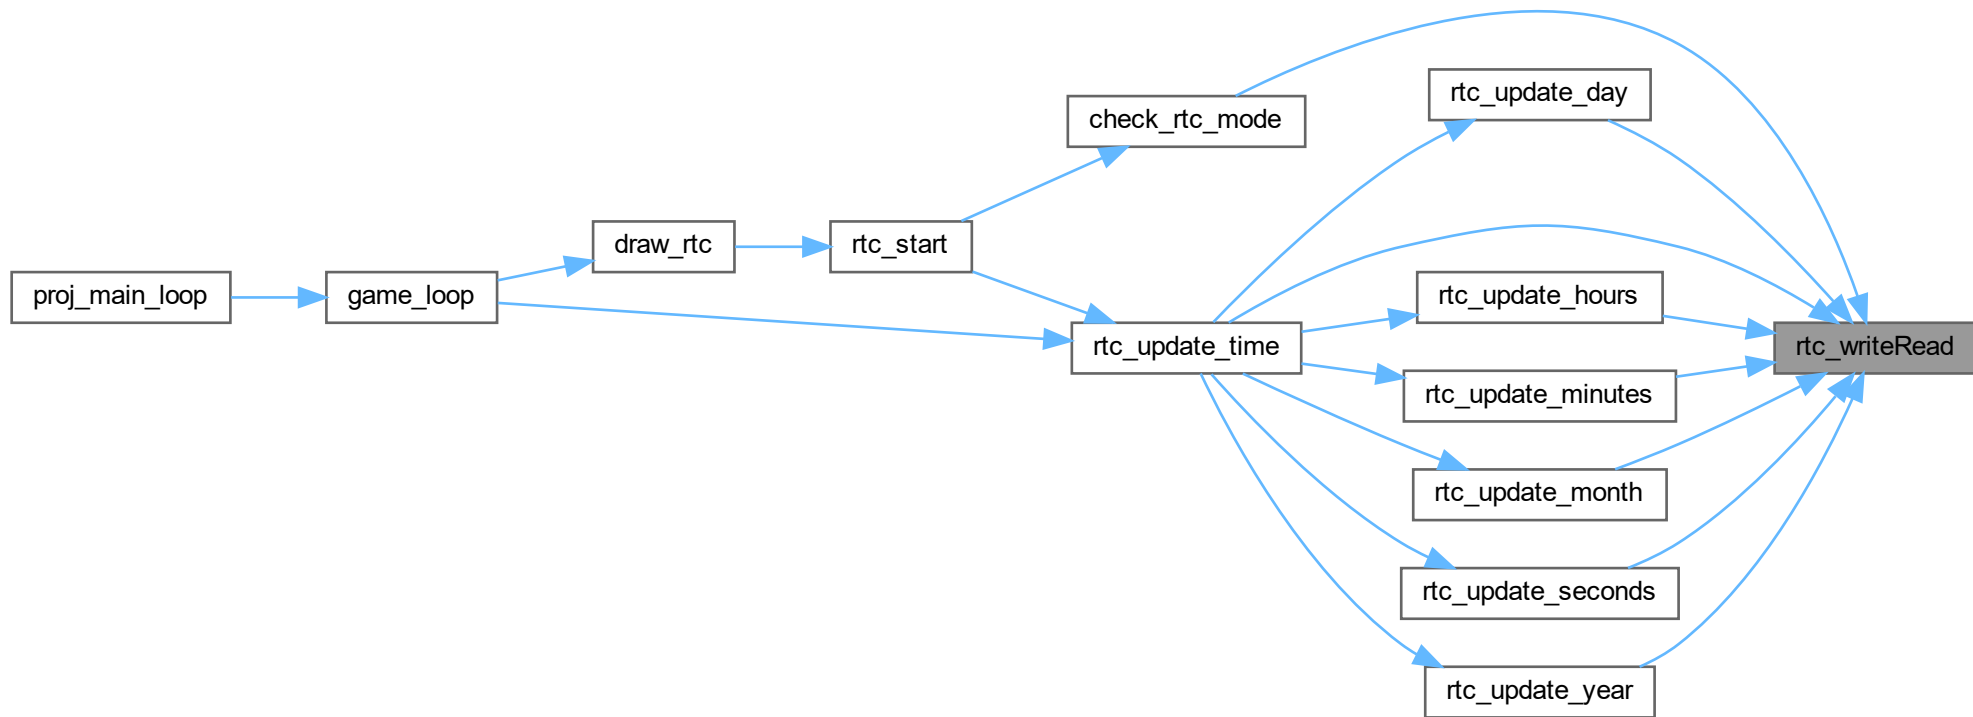 proj_main_loop
game_loop
draw_rtc
rtc_start
check_rtc_mode
rtc_update_time
rtc_update_day
rtc_update_hours
rtc_update_minutes
rtc_update_month
rtc_update_seconds
rtc_update_year
rtc_writeRead